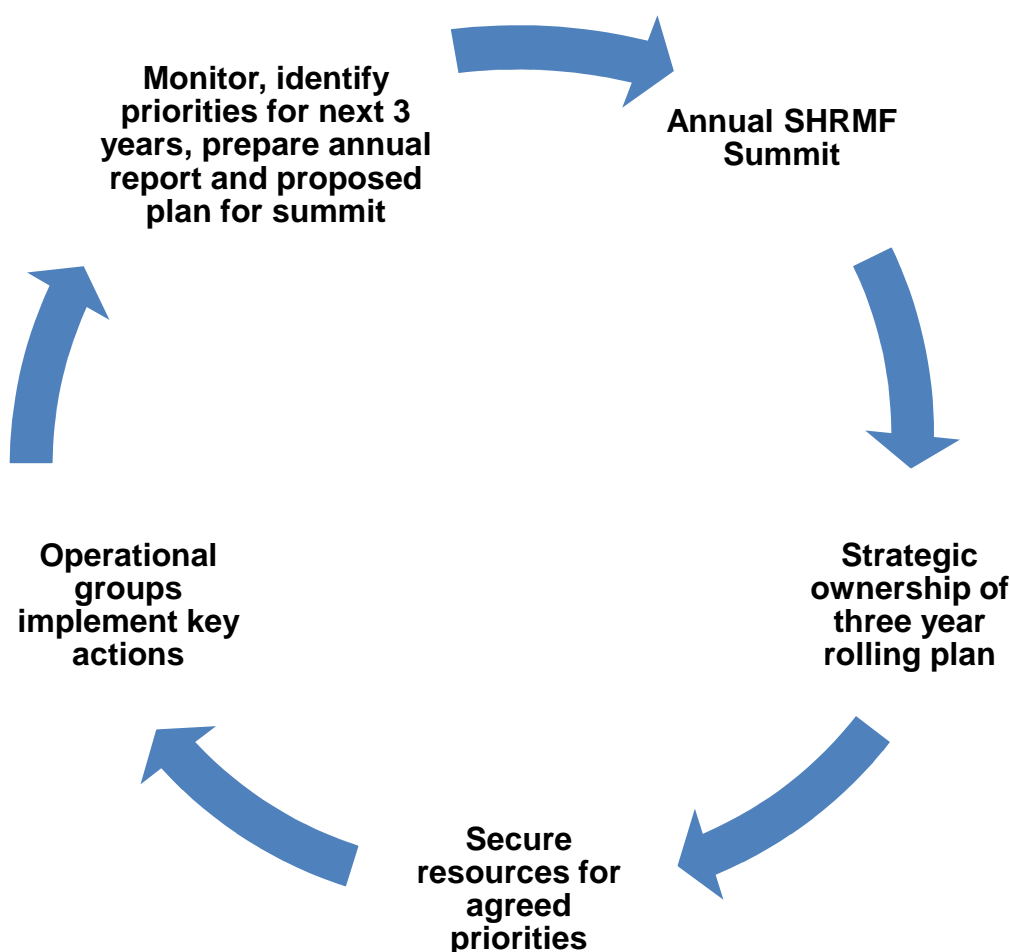 Monitor, identify
priorities for next 3
years, prepare annual
report and proposed
plan for summit
Annual SHRMF
Summit
Strategic
ownership of
three year
rolling plan
Secure
resources for
agreed
priorities
Operational
groups
implement key
actions